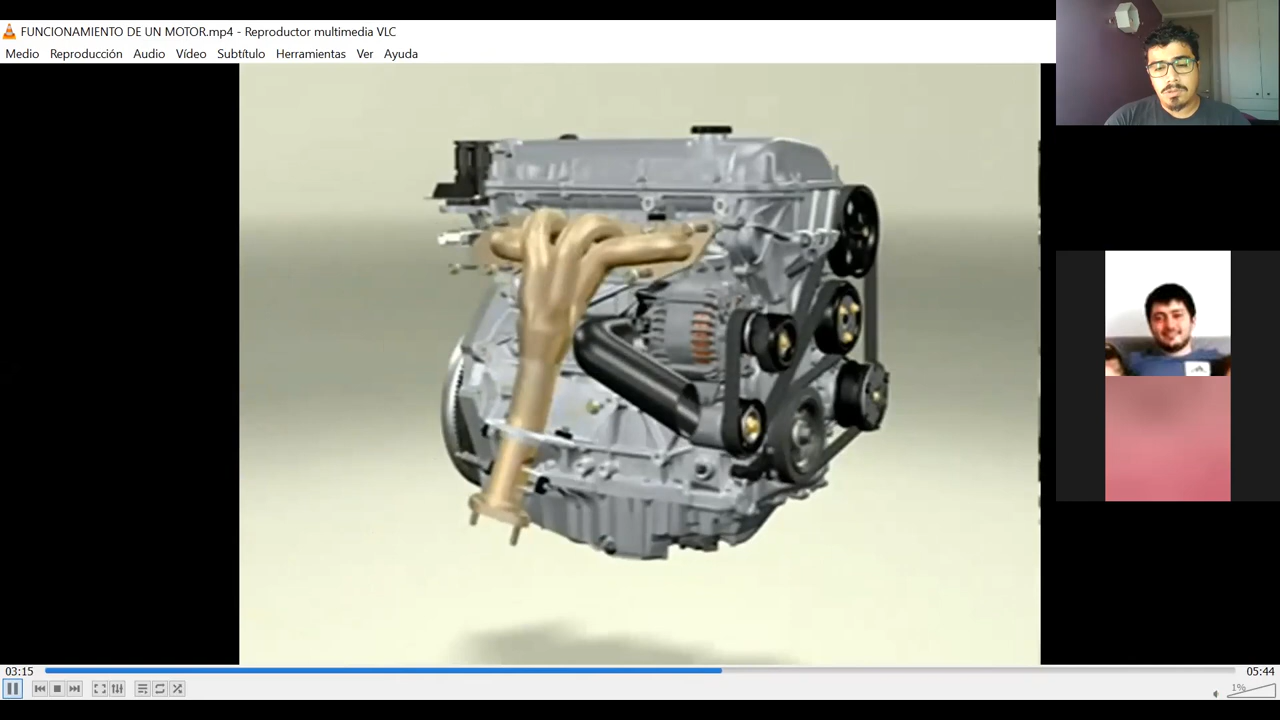 FUNCIONAMIENTO DE UN MOTOR.mp4 - Reproductor multimedia VLC
Medio Reproducción Audio Vídeo Subtítulo Herramientas Ver Ayuda
03:15
05:44
1%